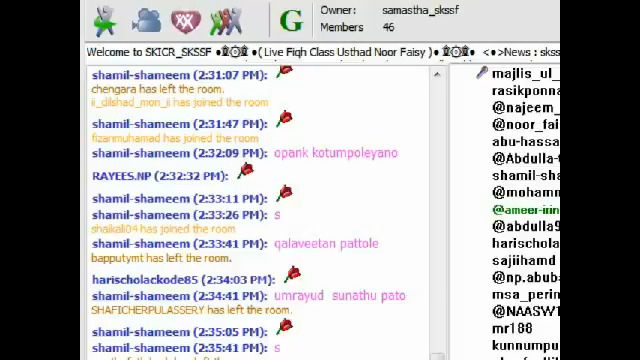 Owner: samastha_skssf
G Members 46
Welcome to SKICR_SKSSF ( Live Fiqh Class Usthad Noor Faisy ) < >News : skss
shamil-shameem (2:31:07 PM):
chengara has left the room.
ii_dilshad_mon_ii has joined the room
shamil-shameem (2:31:47 PM):
fizanmuhamad has joined the room
shamil-shameem (2:32:09 PM): opank kotumpoleyano
RAYEES.NP (2:32:32 PM):
shamil-shameem (2:33:11 PM):
shamil-shameem (2:33:26 PM): s
shaikali04 has joined the room
shamil-shameem (2:33:41 PM): qalaveetan pattole
bapputymt has left the room.
harischolackode85 (2:34:03 PM):
shamil-shameem (2:34:41 PM): umrayud sunathu pato
SHAFICHERPULASSERY has left the room.
shamil-shameem (2:35:05 PM):
shamil-shameem (2:35:41 PM): s
majlis_ul_
rasikponna
@najeem_
@noor_fai
abu-hassa
@Abdulla-
shamil-sha
@mohamm
@ameer-irin
@abdulla9
harischola
sajiihamd
@np.abuba
msa_perin
@NAASW1
mr188
kunnumpu